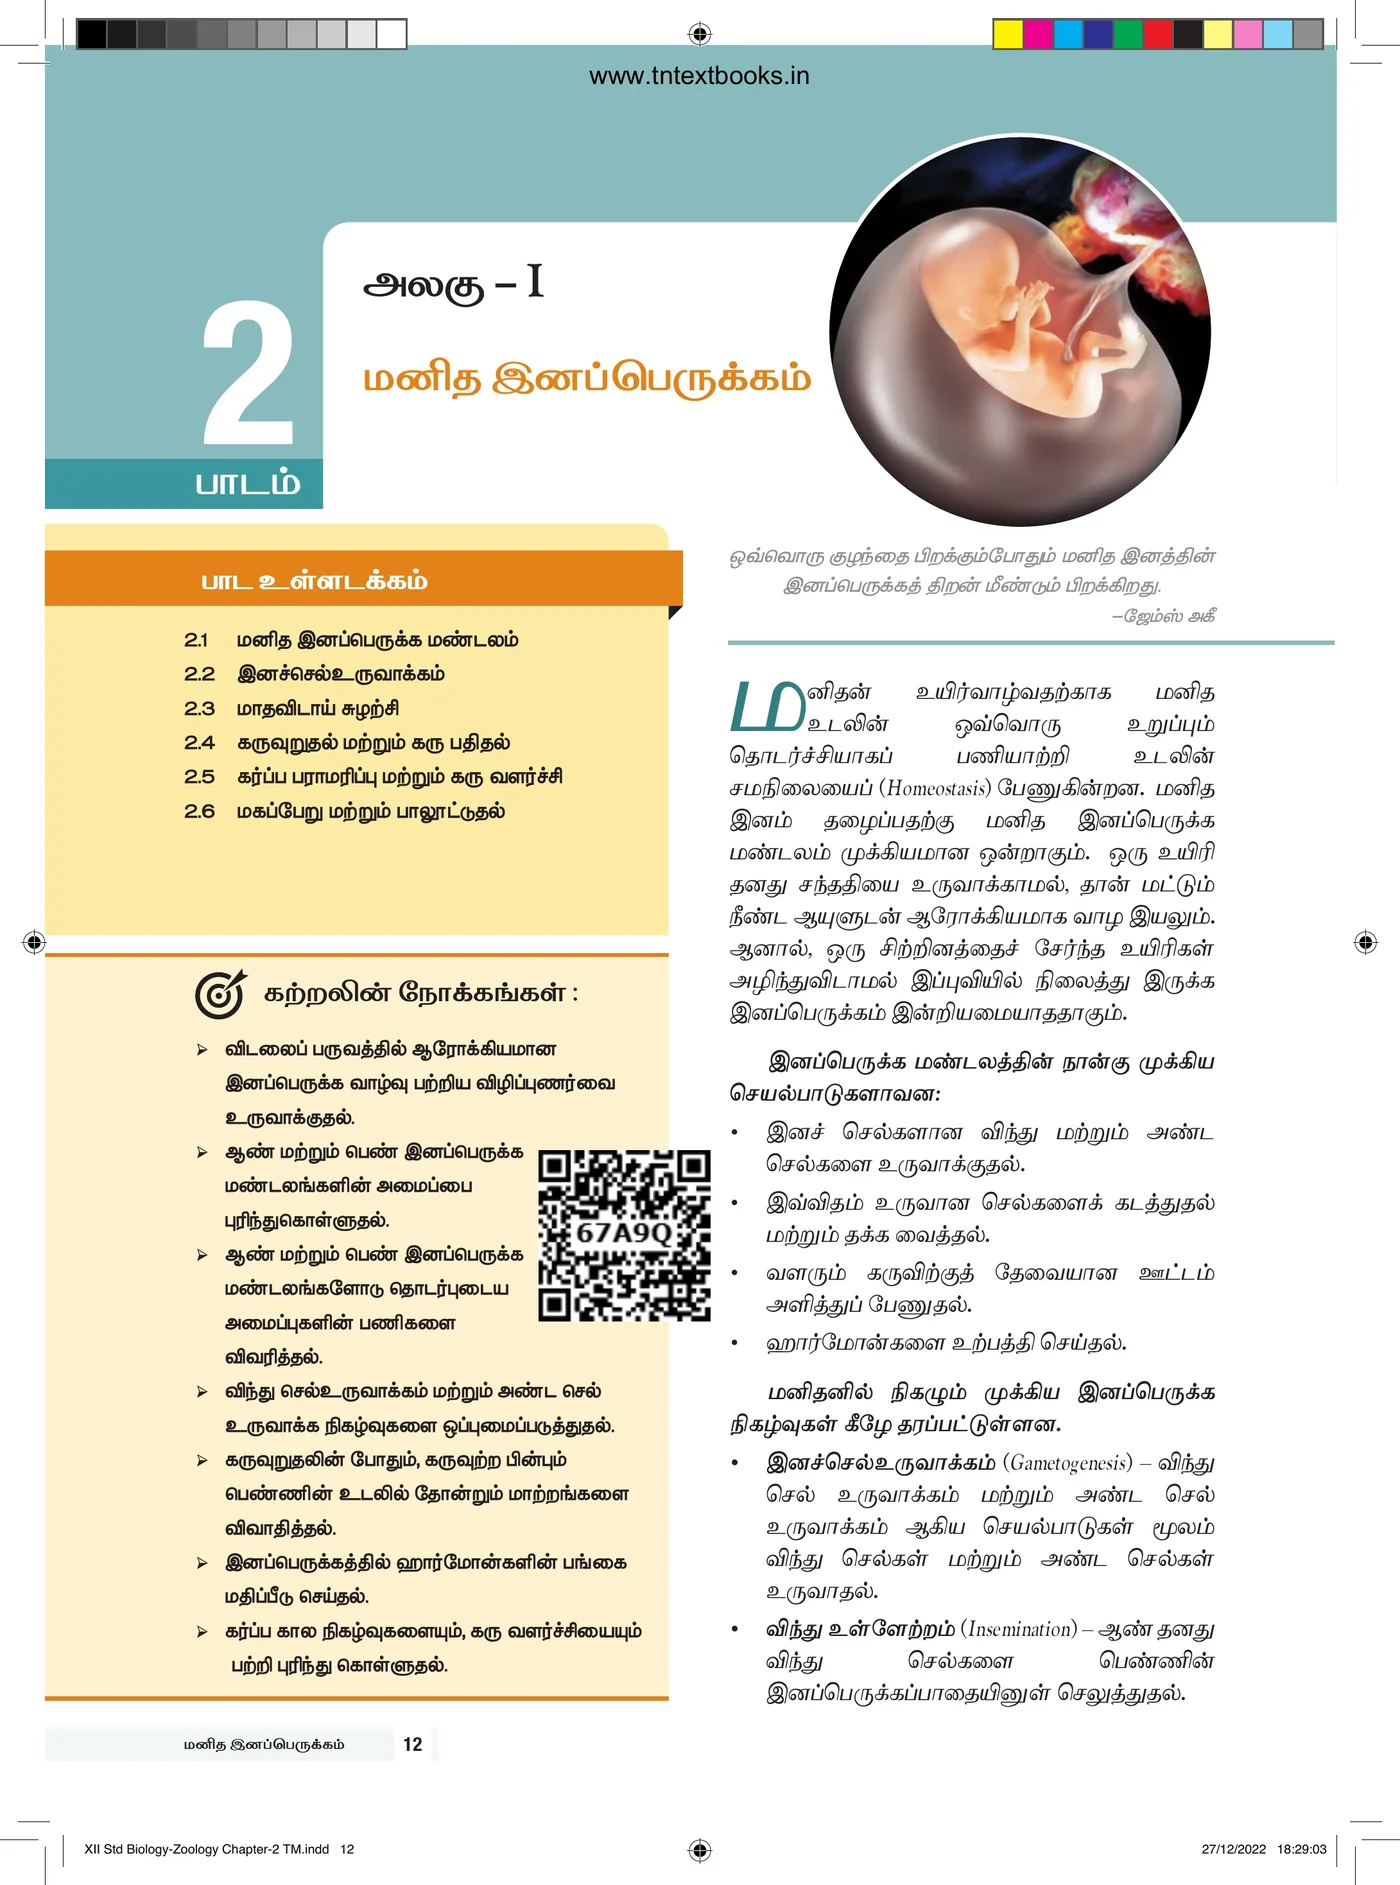 www.tntextbooks.in
அலகு – I
2
பாடம்
மனித இனப்பெருக்கம்
பாட உள்ளடக்கம்
2.1 மனித இனப்பெருக்க மண்டலம்
2.2 இனச்செல்உருவாக்கம்
2.3 மாதவிடாய் சுழற்சி
2.4 கருவுறுதல் மற்றும் கரு பதிதல்
2.5 கர்ப்ப பராமரிப்பு மற்றும் கரு வளர்ச்சி
2.6 மகப்பேறு மற்றும் பாலூட்டுதல்
கற்றலின் நோக்கங்கள் :
➢ விடலைப் பருவத்தில் ஆரோக்கியமான
இனப்பெருக்க வாழ்வு பற்றிய விழிப்புணர்வை
உருவாக்குதல்.
➢ ஆண் மற்றும் பெண் இனப்பெருக்க
மண்டலங்களின் அமைப்பை
புரிந்துகொள்ளுதல்.
➢ ஆண் மற்றும் பெண் இனப்பெருக்க
மண்டலங்களோடு தொடர்புடைய
அமைப்புகளின் பணிகளை
விவரித்தல்.
➢ விந்து செல்உருவாக்கம் மற்றும் அண்ட செல்
உருவாக்க நிகழ்வுகளை ஒப்புமைப்படுத்துதல்.
➢ கருவுறுதலின் போதும், கருவுற்ற பின்பும்
பெண்ணின் உடலில் தோன்றும் மாற்றங்களை
விவாதித்தல்.
➢ இனப்பெருக்கத்தில் ஹார்மோன்களின் பங்கை
மதிப்பீடு செய்தல்.
➢ கர்ப்ப கால நிகழ்வுகளையும், கரு வளர்ச்சியையும்
பற்றி புரிந்து கொள்ளுதல்.
67A9Q
ஒவ்வொரு குழந்தை பிறக்கும்போதும் மனித இனத்தின்
இனப்பெருக்கத் திறன் மீண்டும் பிறக்கிறது.
–ஜேம்ஸ் அகீ
மனிதன் உயிர்வாழ்வதற்காக மனித
உடலின் ஒவ்வொரு உறுப்பும்
தொடர்ச்சியாகப் பணியாற்றி உடலின்
சமநிலையைப் (Homeostasis) பேணுகின்றன. மனித
இனம் தழைப்பதற்கு மனித இனப்பெருக்க
மண்டலம் முக்கியமான ஒன்றாகும். ஒரு உயிரி
தனது சந்ததியை உருவாக்காமல், தான் மட்டும்
நீண்ட ஆயுளுடன் ஆரோக்கியமாக வாழ இயலும்.
ஆனால், ஒரு சிற்றினத்தைச் சேர்ந்த உயிரிகள்
அழிந்துவிடாமல் இப்புவியில் நிலைத்து இருக்க
இனப்பெருக்கம் இன்றியமையாததாகும்.
இனப்பெருக்க மண்டலத்தின் நான்கு முக்கிய
செயல்பாடுகளாவன:
• இனச் செல்களான விந்து மற்றும் அண்ட
செல்களை உருவாக்குதல்.
• இவ்விதம் உருவான செல்களைக் கடத்துதல்
மற்றும் தக்க வைத்தல்.
• வளரும் கருவிற்குத் தேவையான ஊட்டம்
அளித்துப் பேணுதல்.
• ஹார்மோன்களை உற்பத்தி செய்தல்.
மனிதனில் நிகழும் முக்கிய இனப்பெருக்க
நிகழ்வுகள் கீழே தரப்பட்டுள்ளன.
• இனச்செல்உருவாக்கம் (Gametogenesis) – விந்து
செல் உருவாக்கம் மற்றும் அண்ட செல்
உருவாக்கம் ஆகிய செயல்பாடுகள் மூலம்
விந்து செல்கள் மற்றும் அண்ட செல்கள்
உருவாதல்.
• விந்து உள்ளேற்றம் (Insemination) – ஆண் தனது
விந்து செல்களை பெண்ணின்
இனப்பெருக்கப்பாதையினுள் செலுத்துதல்.
மனித இனப்பெருக்கம் 12
XII Std Biology-Zoology Chapter-2 TM.indd 12
27/12/2022 18:29:03